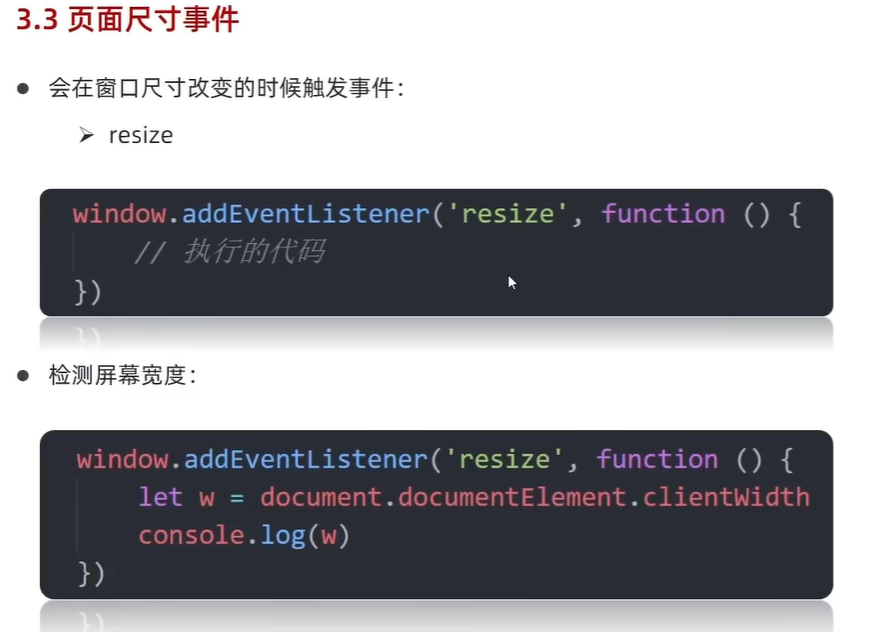 3.3 页面尺寸事件
● 会在窗口尺寸改变的时候触发事件：
➢ resize
window.addEventListener('resize', function () {
// 执行的代码
})
● 检测屏幕宽度：
window.addEventListener('resize', function () {
let w = document.documentElement.clientWidth
console.log(w)
})